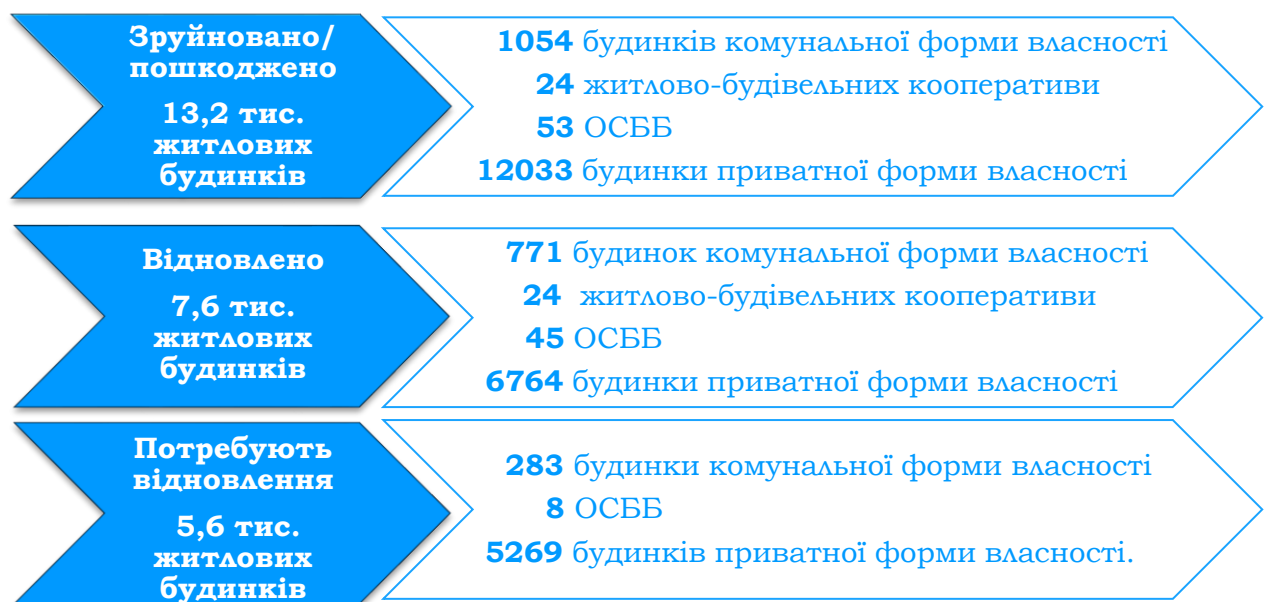 Зруйновано/
пошкоджено
13,2 тис.
житлових
будинків
1054 будинків комунальної форми власності
24 житлово-будівельних кооперативи
53 ОСББ
12033 будинки приватної форми власності
Відновлено
7,6 тис.
житлових
будинків
771 будинок комунальної форми власності
24 житлово-будівельних кооперативи
45 ОСББ
6764 будинки приватної форми власності
Потребують
відновлення
5,6 тис.
житлових
будинків
283 будинки комунальної форми власності
8 ОСББ
5269 будинків приватної форми власності.